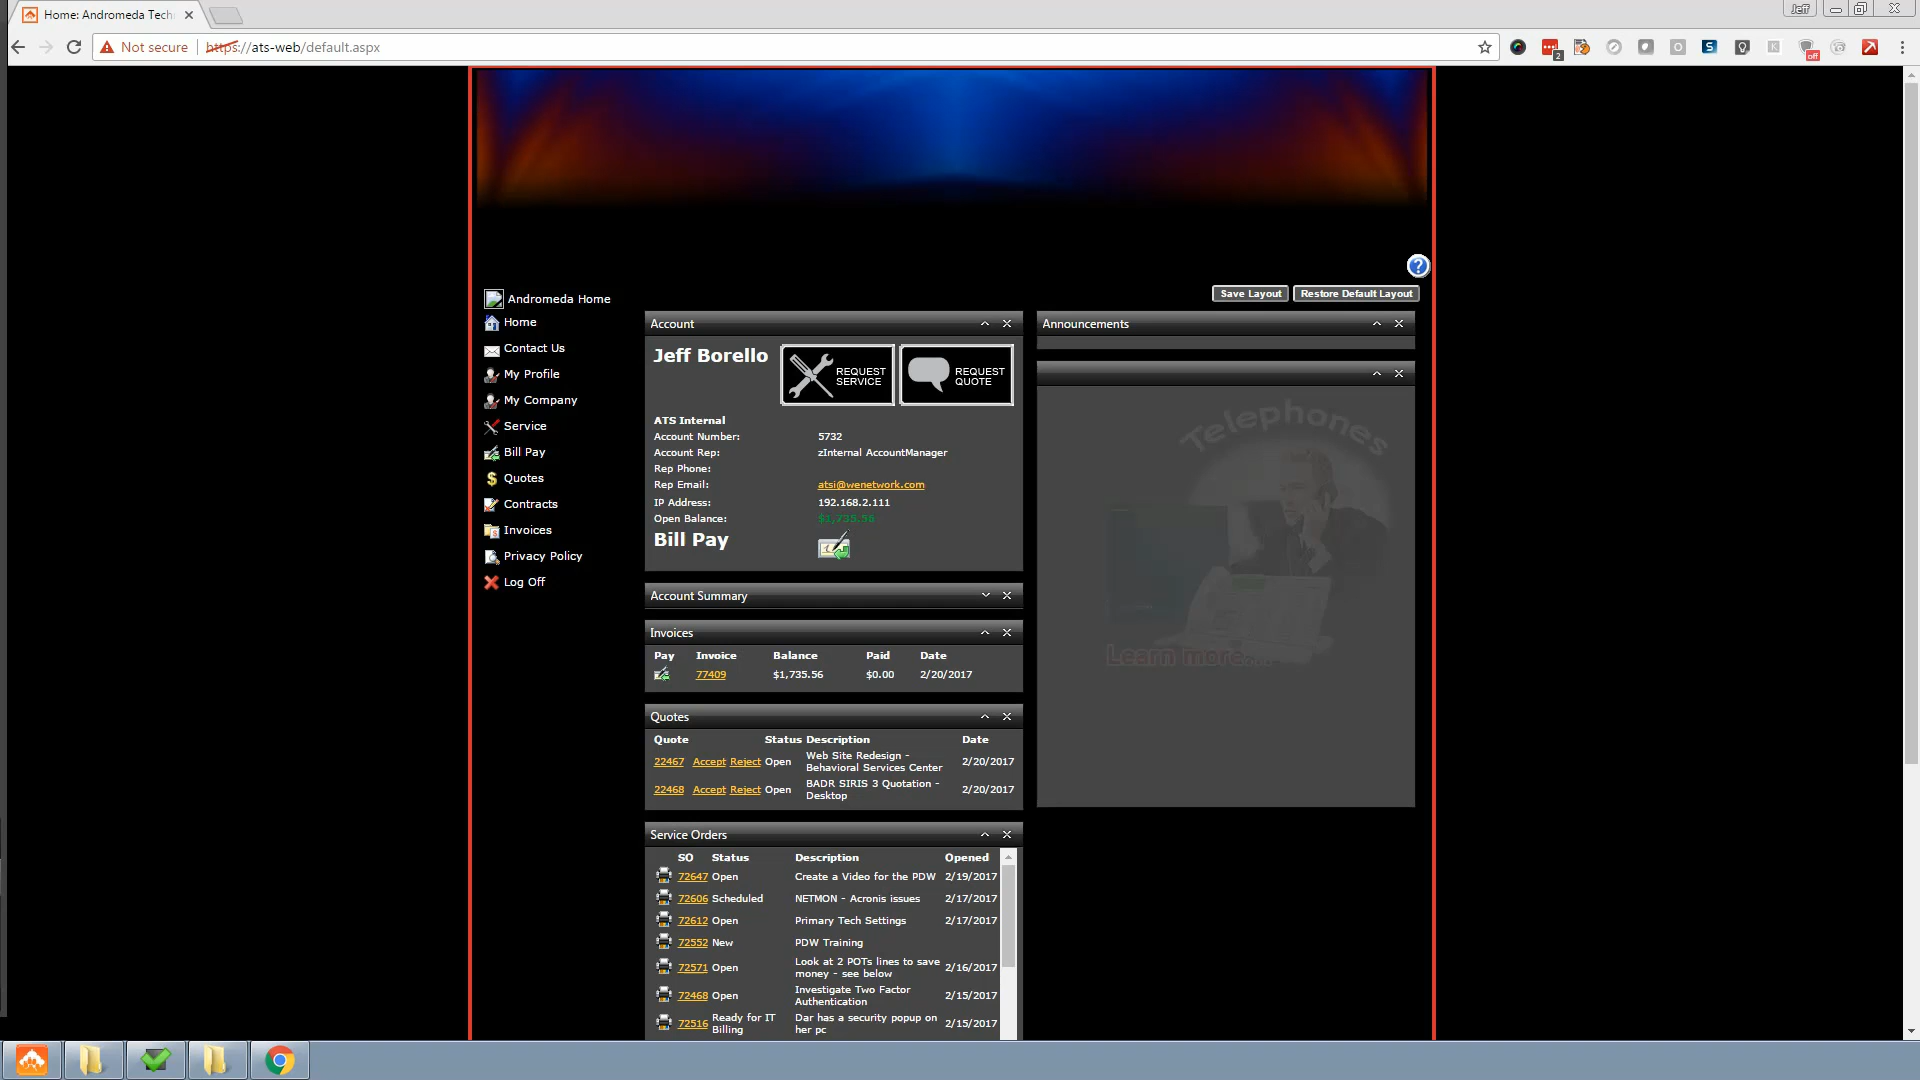 Home: Andromeda Tech
Jeff
Not secure https://ats-web/default.aspx
2
off
?
Save Layout Restore Default Layout
Andromeda Home
Home
Contact Us
My Profile
My Company
Service
Bill Pay
Quotes
Contracts
Invoices
Privacy Policy
Log Off
Account
Jeff Borello
REQUEST SERVICE
REQUEST QUOTE
ATS Internal
Account Number: 5732
Account Rep: zInternal AccountManager
Rep Phone:
Rep Email: atsi@wenetwork.com
IP Address: 192.168.2.111
Open Balance: $1,735.56
Bill Pay
Account Summary
Invoices
Pay Invoice Balance Paid Date
77409 $1,735.56 $0.00 2/20/2017
Quotes
Quote Status Description Date
22467 Accept Reject Open Web Site Redesign - Behavioral Services Center 2/20/2017
22468 Accept Reject Open BADR SIRIS 3 Quotation - Desktop 2/20/2017
Service Orders
SO Status Description Opened
72647 Open Create a Video for the PDW 2/19/2017
72606 Scheduled NETMON - Acronis issues 2/17/2017
72612 Open Primary Tech Settings 2/17/2017
72552 New PDW Training
72571 Open Look at 2 POTs lines to save money - see below 2/16/2017
72468 Open Investigate Two Factor Authentication 2/15/2017
72516 Ready for IT Billing Dar has a security popup on her pc 2/15/2017
Announcements
Telephones
Learn more...